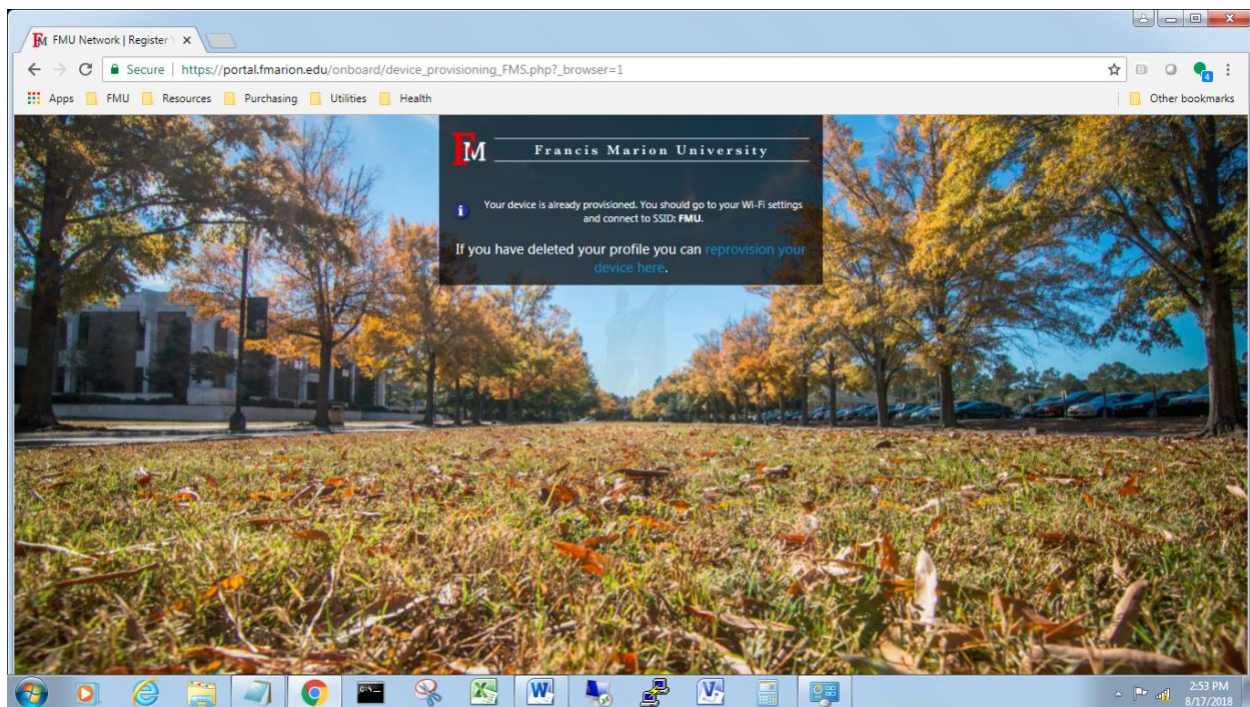 FMU Network | Register
Secure | https://portal.fmarion.edu/onboard/device_provisioning_FMS.php?_browser=1
Apps FMU Resources Purchasing Utilities Health Other bookmarks
FM Francis Marion University
Your device is already provisioned. You should go to your Wi-Fi settings
and connect to SSID: FMU.
If you have deleted your profile you can reprovision your
device here.
2:53 PM
8/17/2018